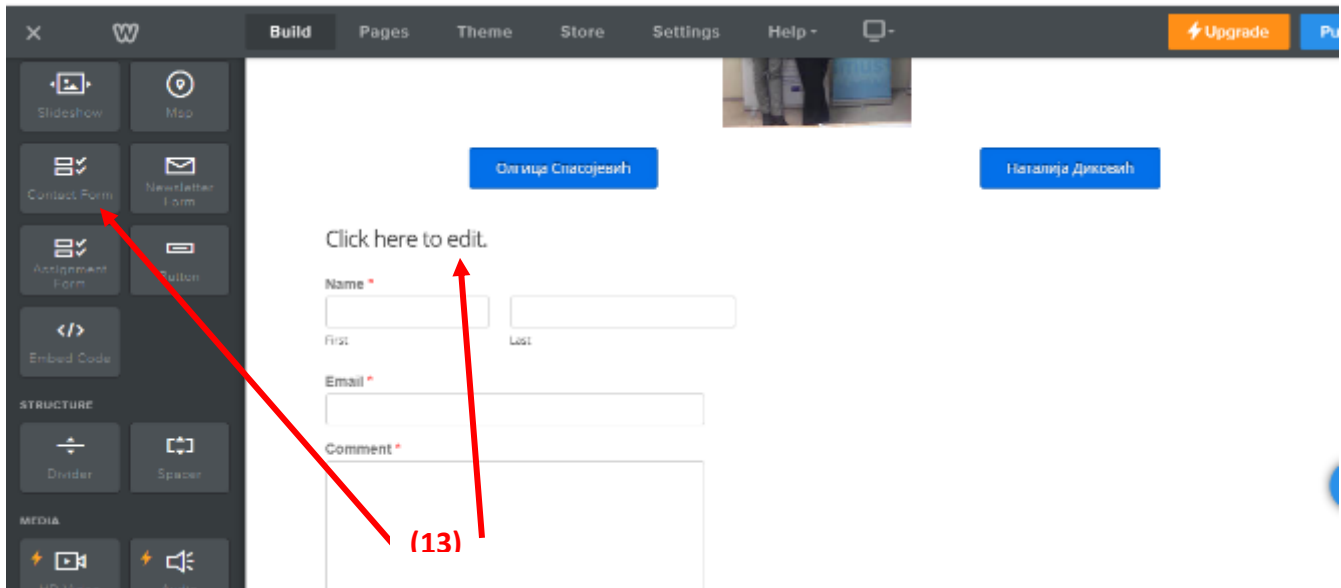 Build Pages Theme Store Settings Help Upgrade Pu
Slideshow Map
Contact Form
Newsletter
Form
Assignment
Form
Button
Embed Code
STRUCTURE
Divider Spacer
MEDIA
Олгица Спасојевић Наталија Диковић
Click here to edit.
Name *
First Last
Email *
Comment *
(13)